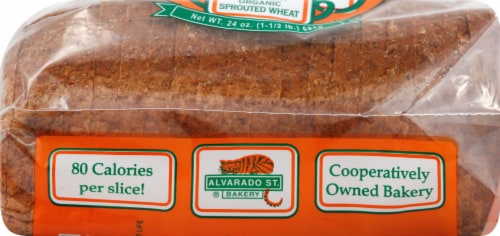 ORGANIC
SPROUTED WHEAT
Net WT. 24 oz. (1-1/2 lb.)
80 Calories
per slice!
ALVARADO ST.
® BAKERY
Cooperatively
Owned Bakery